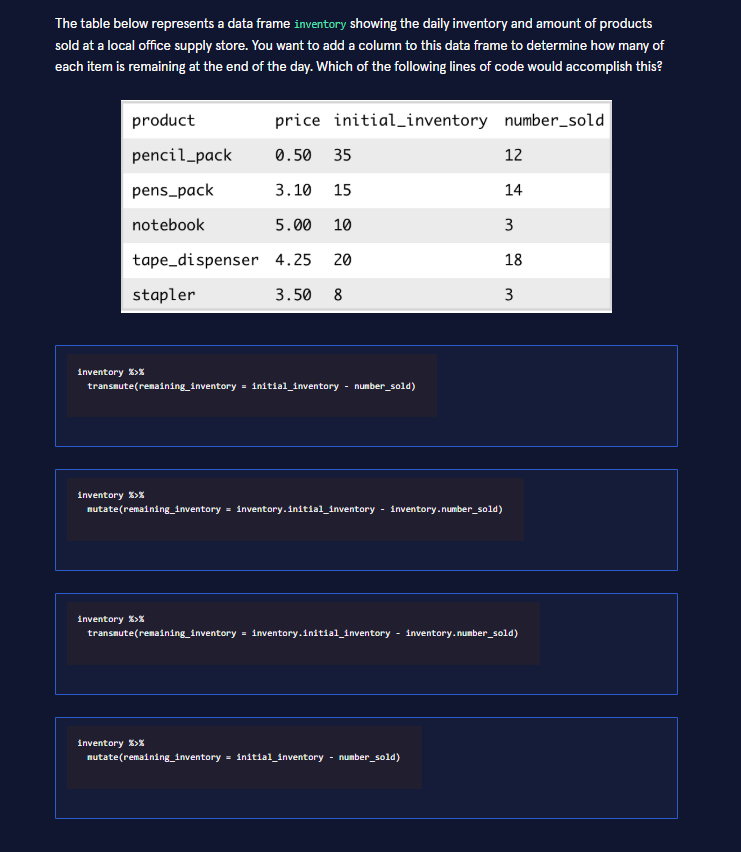 The table below represents a data frame inventory showing the daily inventory and amount of products
sold at a local office supply store. You want to add a column to this data frame to determine how many of
each item is remaining at the end of the day. Which of the following lines of code would accomplish this?
product price initial_inventory number_sold
pencil_pack 0.50 35 12
pens_pack 3.10 15 14
notebook 5.00 10 3
tape_dispenser 4.25 20 18
stapler 3.50 8 3
inventory %>%
transmute(remaining_inventory = initial_inventory - number_sold)
inventory %>%
mutate(remaining_inventory = inventory.initial_inventory - inventory.number_sold)
inventory %>%
transmute(remaining_inventory = inventory.initial_inventory - inventory.number_sold)
inventory %>%
mutate(remaining_inventory = initial_inventory - number_sold)